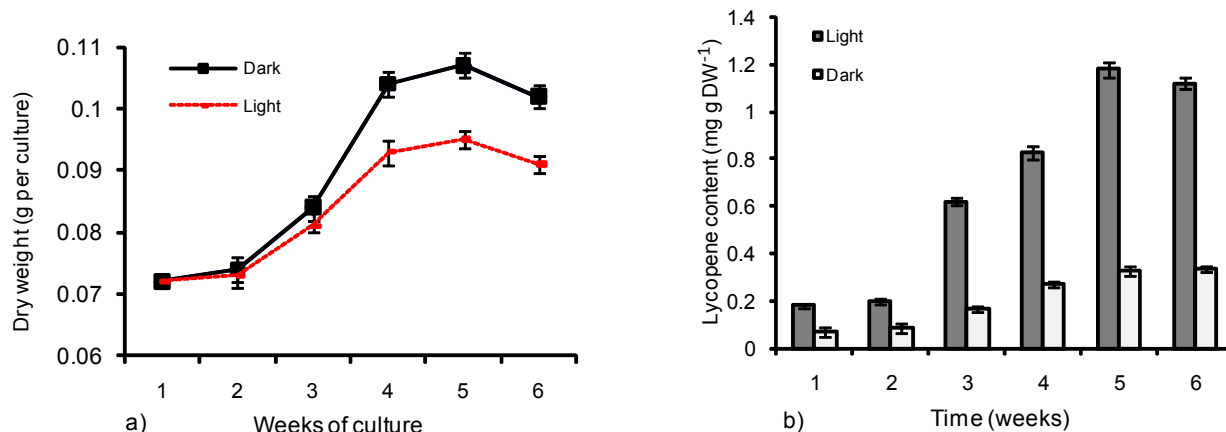 0.11
0.1
0.09
0.08
0.07
0.06
Dry weight (g per culture)
Dark
Light
1 2 3 4 5 6
a) Weeks of culture
1.4
1.2
1
0.8
0.6
0.4
0.2
0
Lycopene content (mg g DW-1)
Light
Dark
1 2 3 4 5 6
b) Time (weeks)